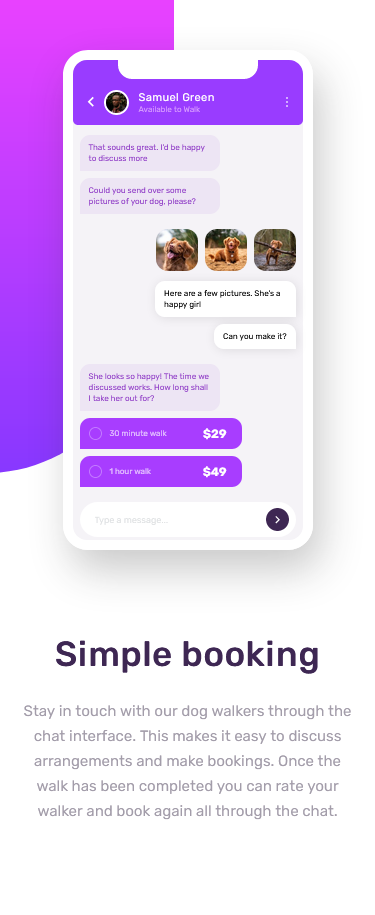 Samuel Green
Available to Walk
That sounds great. I'd be happy
to discuss more
Could you send over some
pictures of your dog, please?
Here are a few pictures. She's a
happy girl
Can you make it?
She looks so happy! The time we
discussed works. How long shall
I take her out for?
30 minute walk $29
1 hour walk $49
Type a message…
Simple booking
Stay in touch with our dog walkers through the
chat interface. This makes it easy to discuss
arrangements and make bookings. Once the
walk has been completed you can rate your
walker and book again all through the chat.